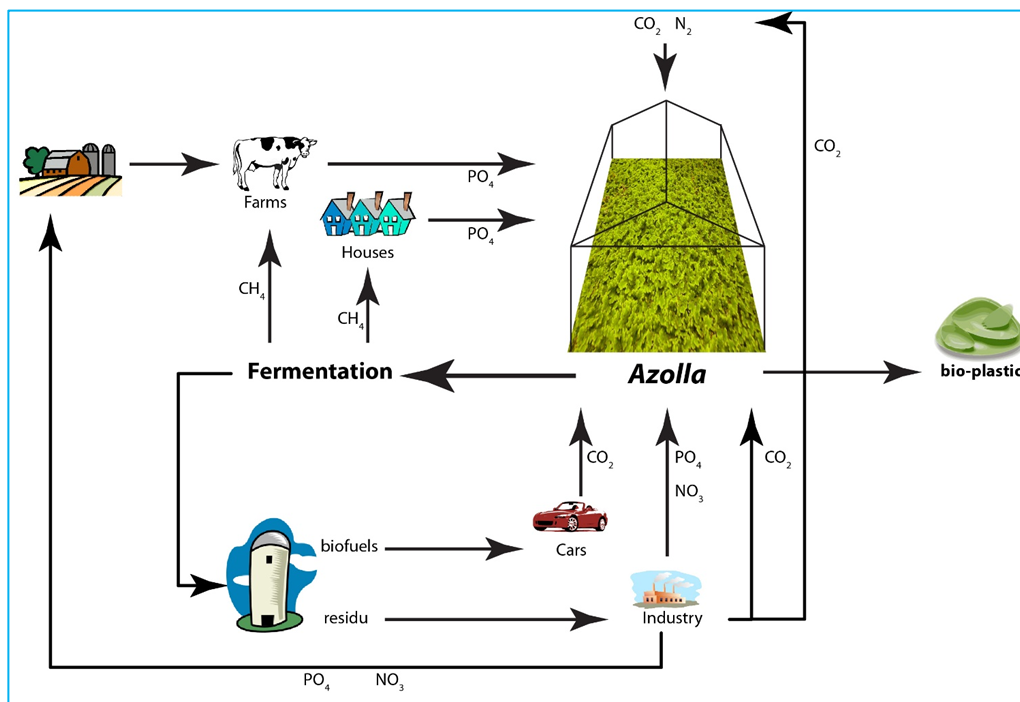 CO₂ N₂
CO₂
PO₄
Farms
PO₄
Houses
CH₄
CH₄
Fermentation
Azolla
bio-plastic
CO₂
PO₄
CO₂
NO₃
biofuels
Cars
residu
Industry
PO₄ NO₃